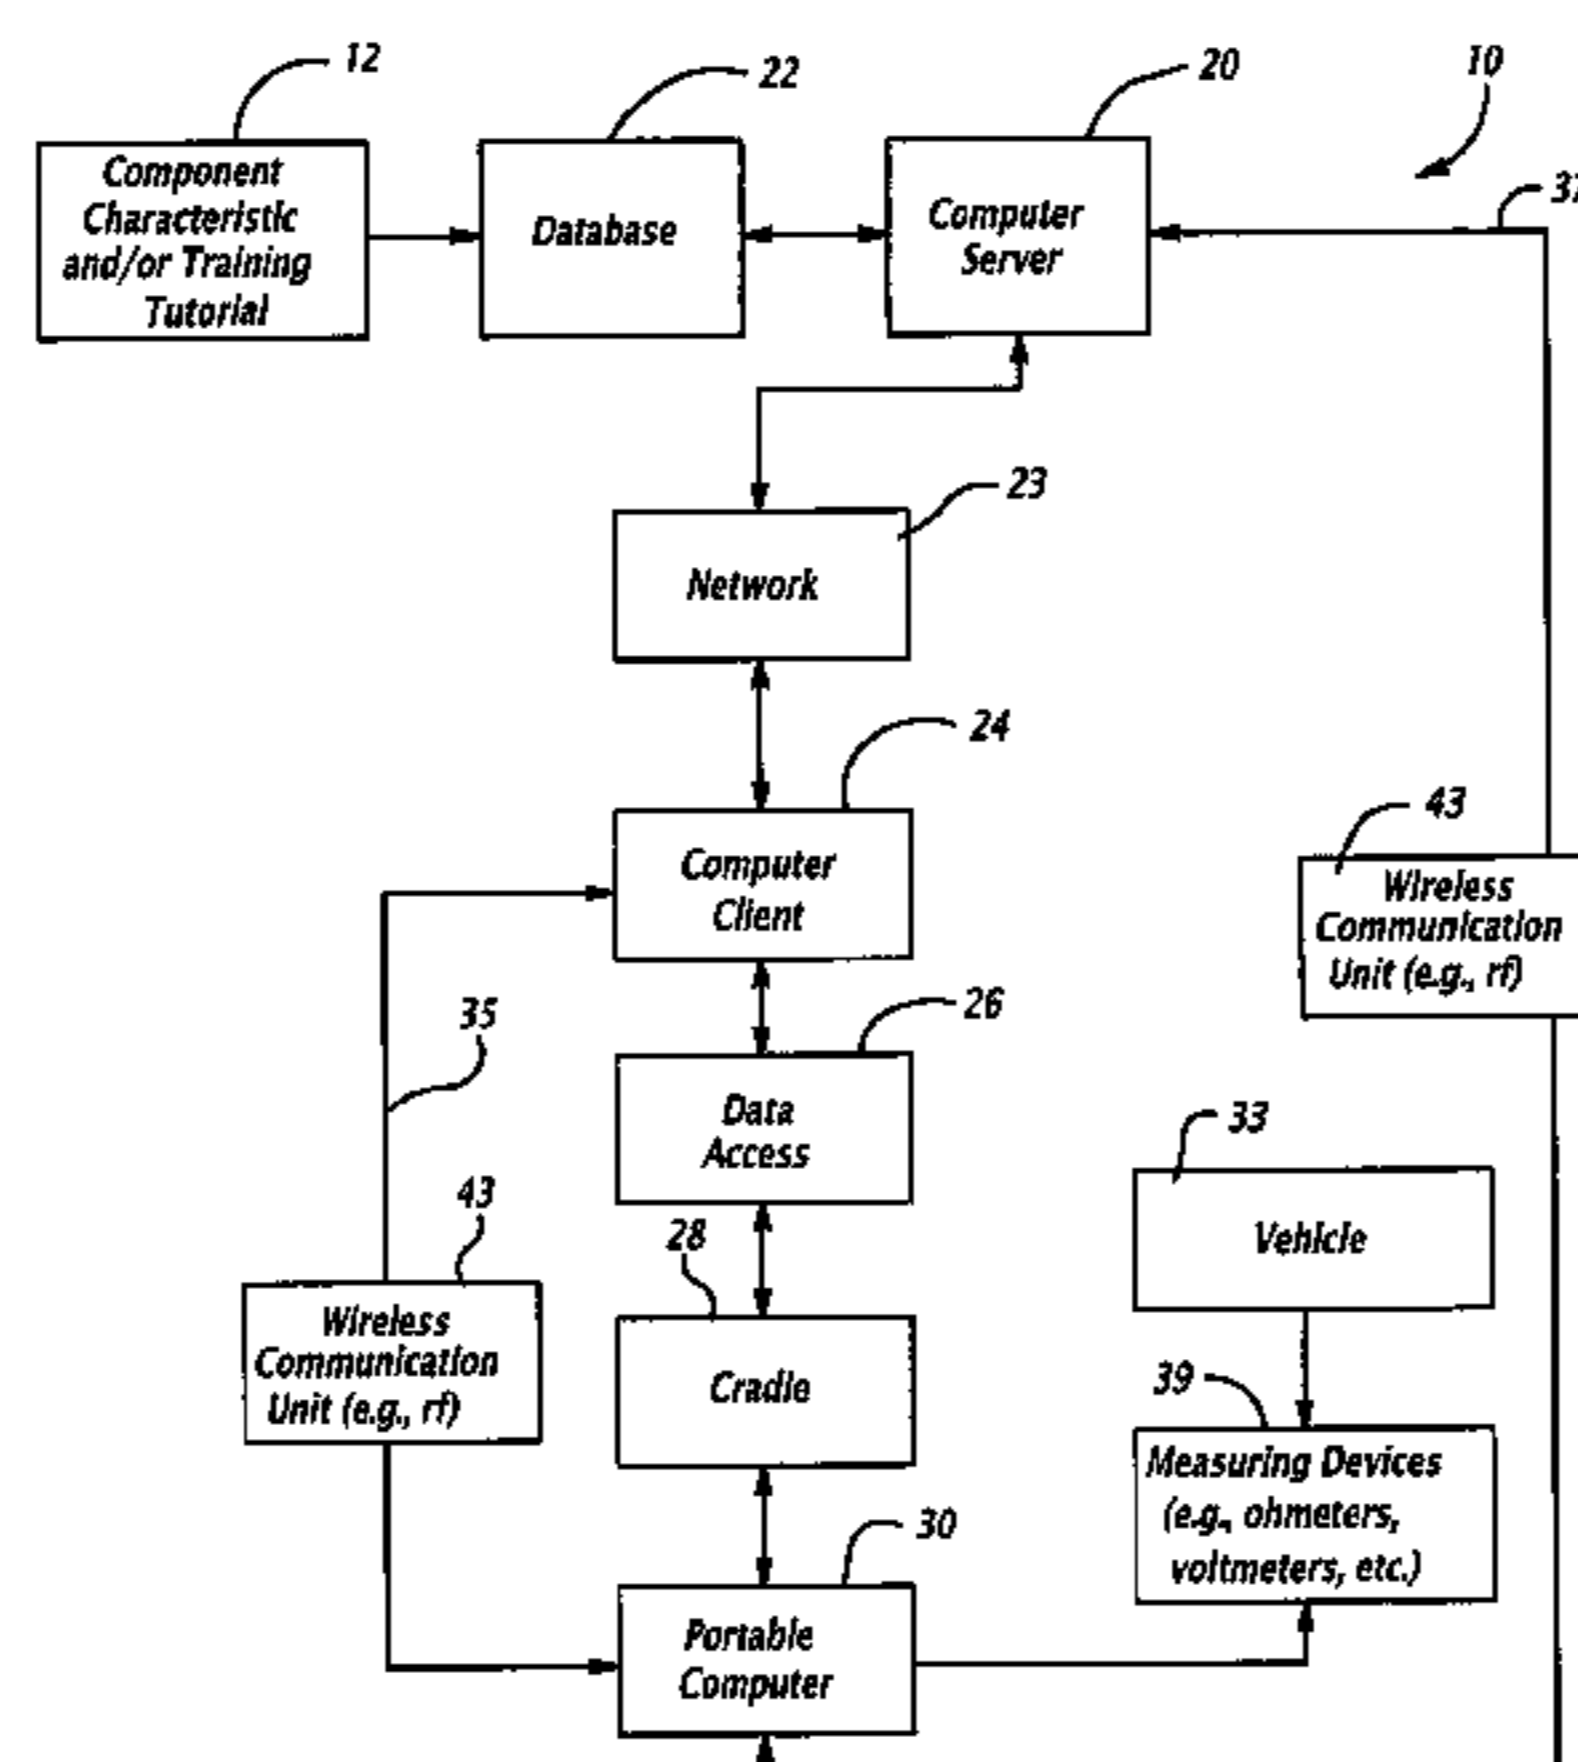 12
22
20
10
Component
Characteristic
and/or Training
Tutorial
Database
Computer
Server
23
Network
24
Computer
Client
43
Wireless
Communication
Unit (e.g., rf)
35
26
Data
Access
33
Vehicle
43
28
Wireless
Communication
Unit (e.g., rf)
Cradle
39
Measuring Devices
(e.g., ohmeters,
voltmeters, etc.)
30
Portable
Computer